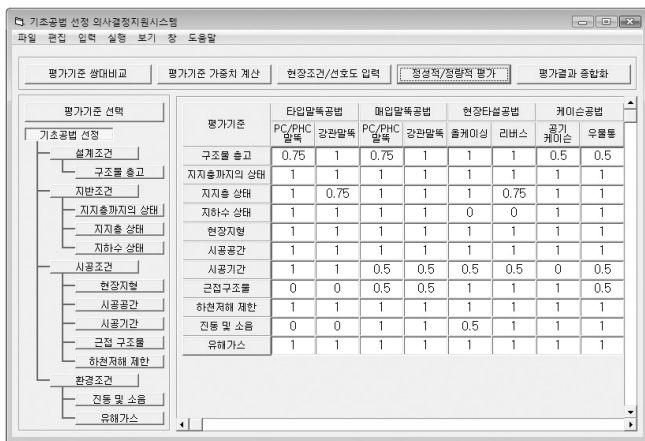 기초공법 선정 의사결정지원시스템
파일 편집 입력 실행 보기 창 도움말
평가기준 쌍대비교 평가기준 가중치 계산 현장조건/선호도 입력 정성적/정량적 평가 평가결과 종합화
평가기준 선택
기초공법 선정
설계조건
구조물 층고
지반조건
지지층까지의 상태
지지층 상태
지하수 상태
시공조건
현장지형
시공공간
시공기간
근접 구조물
하천저해 제한
환경조건
진동 및 소음
유해가스
평가기준 타입말뚝공법 매입말뚝공법 현장타설공법 케이슨공법
PC/PHC 말뚝 강관말뚝 PC/PHC 말뚝 강관말뚝 올케이싱 리버스 공기 케이슨 우물통
구조물 층고 0.75 1 0.75 1 1 1 0.5 0.5
지지층까지의 상태 1 1 1 1 1 1 1 1
지지층 상태 1 0.75 1 1 1 0.75 1 1
지하수 상태 1 1 1 1 0 0 1 1
현장지형 1 1 1 1 1 1 1 1
시공공간 1 1 1 1 1 1 1 1
시공기간 1 1 0.5 0.5 0.5 0.5 0 0.5
근접구조물 0 0 0.5 0.5 1 1 1 0.5
하천저해 제한 1 1 1 1 1 1 1 1
진동 및 소음 0 0 1 1 0.5 1 1 1
유해가스 1 1 1 1 1 1 1 1